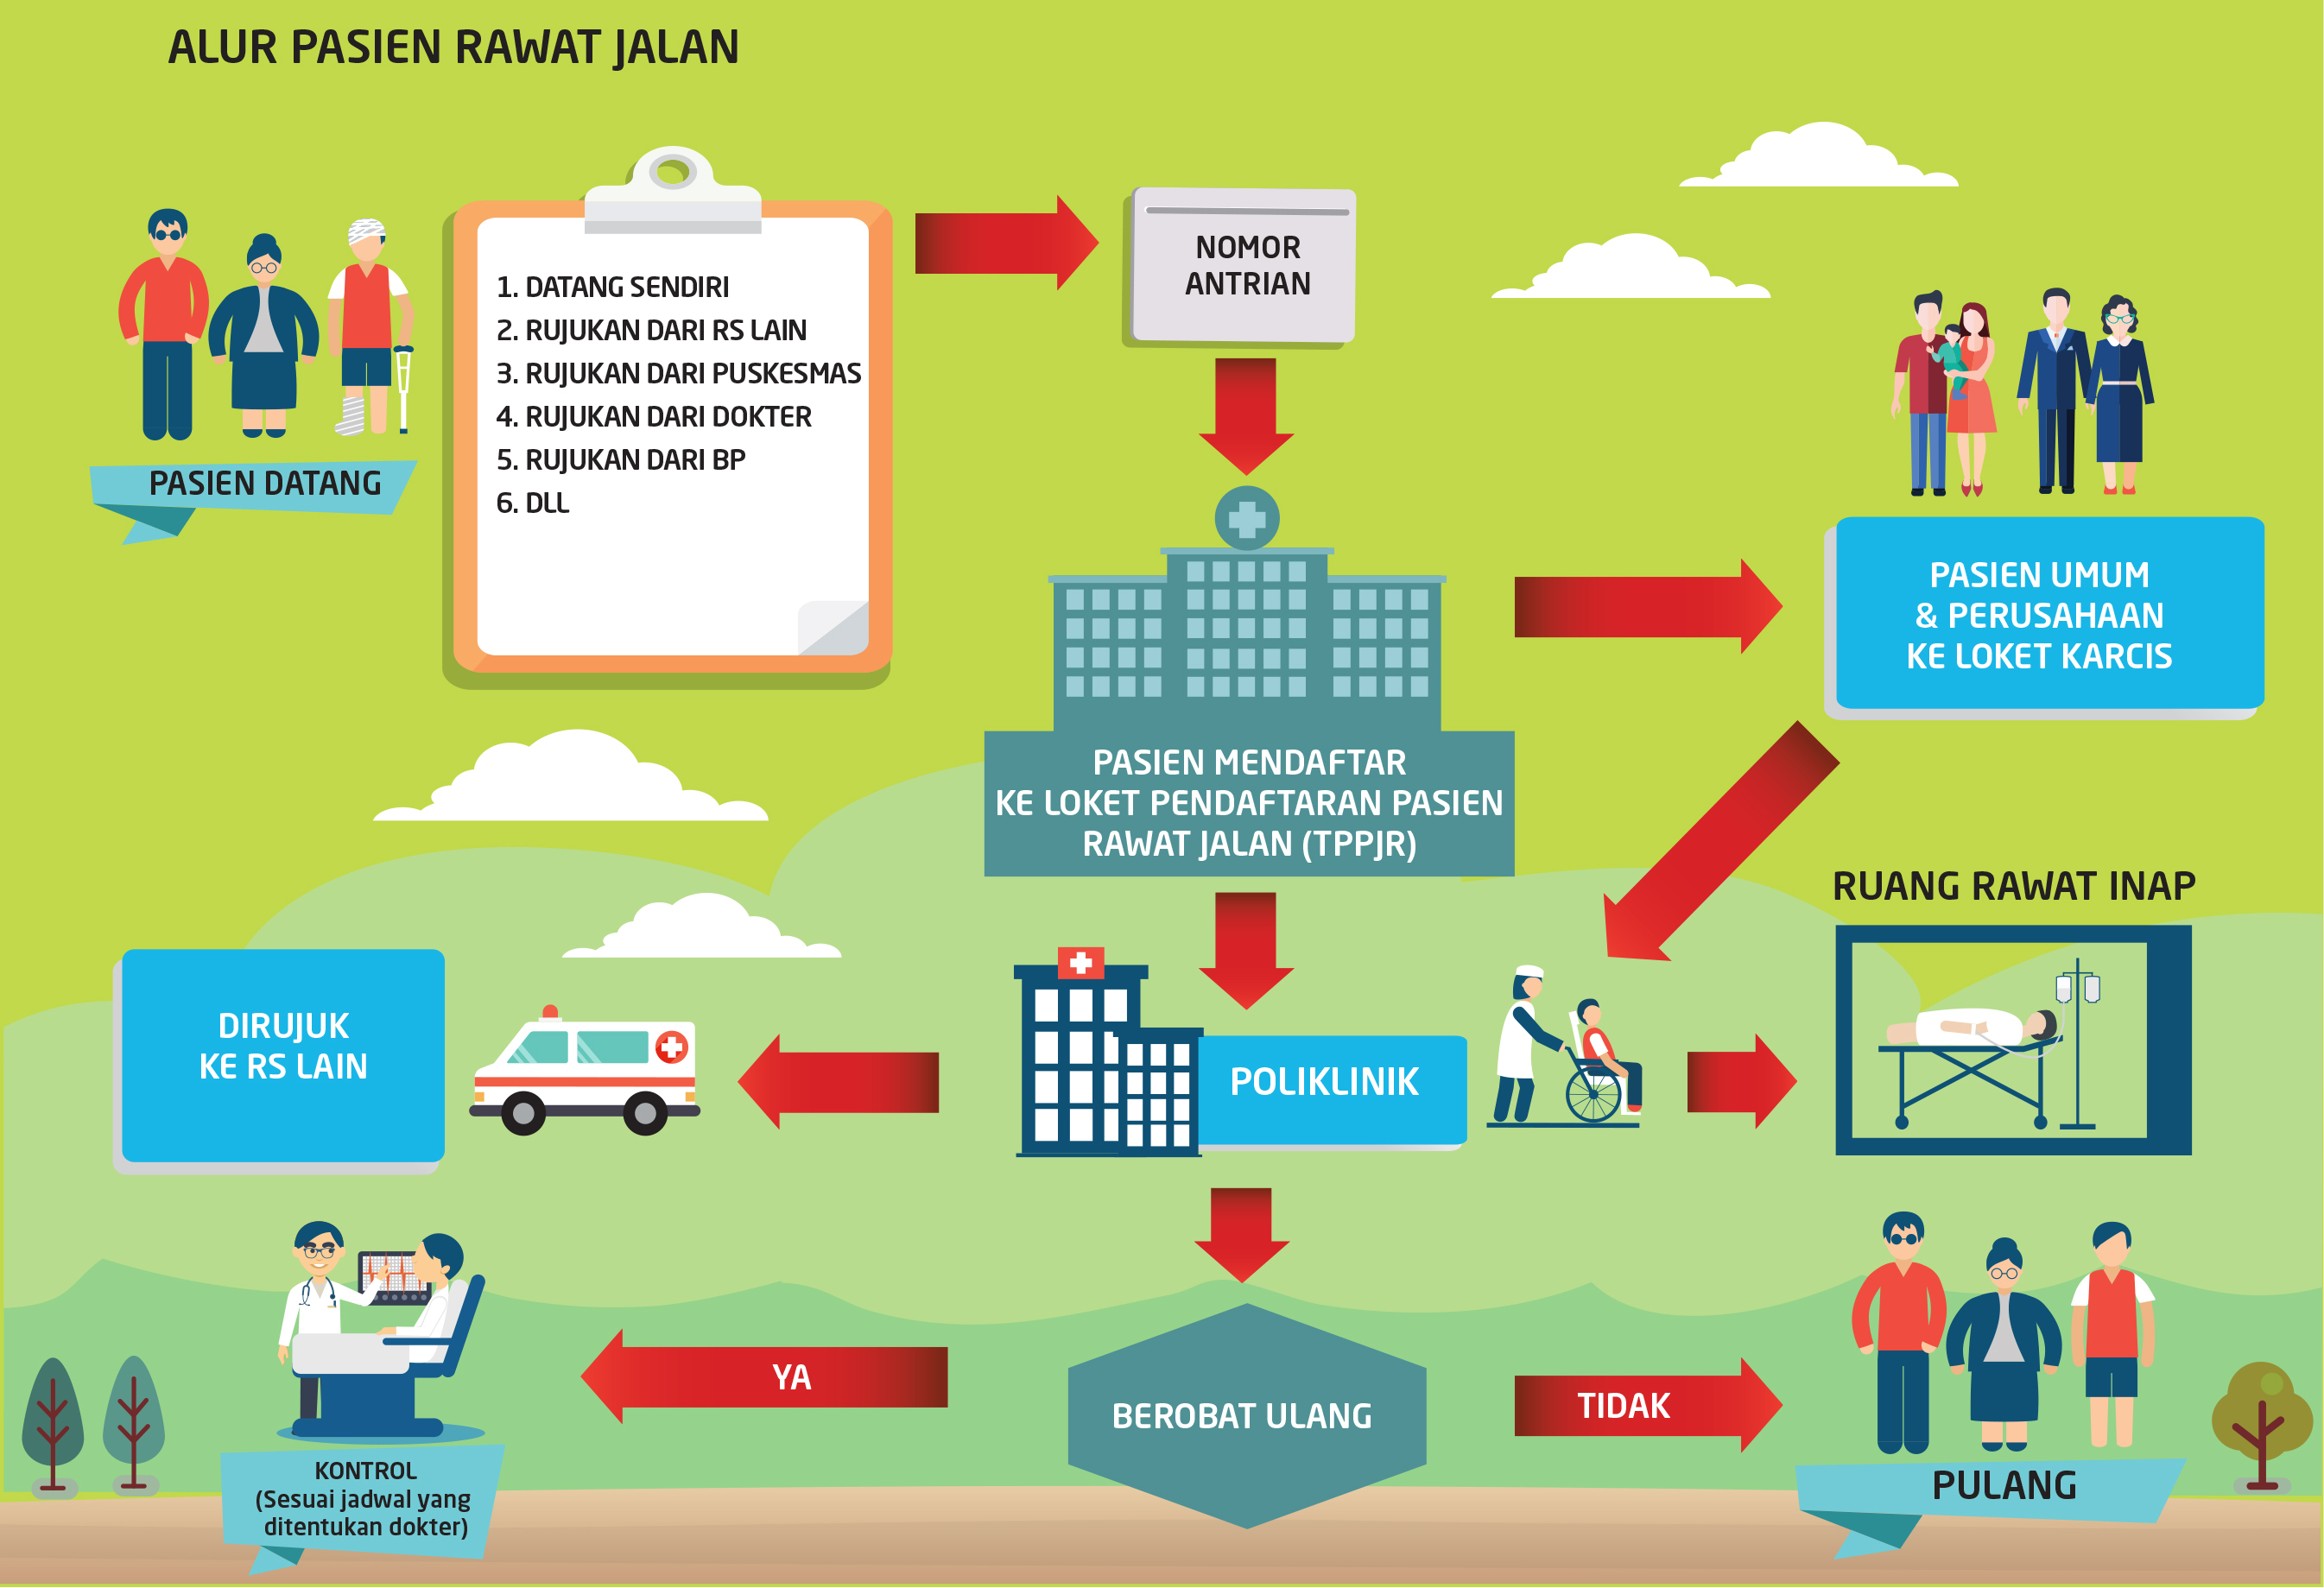 ALUR PASIEN RAWAT JALAN
PASIEN DATANG
1. DATANG SENDIRI
2. RUJUKAN DARI RS LAIN
3. RUJUKAN DARI PUSKESMAS
4. RUJUKAN DARI DOKTER
5. RUJUKAN DARI BP
6. DLL
NOMOR
ANTRIAN
PASIEN MENDAFTAR
KE LOKET PENDAFTARAN PASIEN
RAWAT JALAN (TPPJR)
PASIEN UMUM
& PERUSAHAAN
KE LOKET KARCIS
POLIKLINIK
RUANG RAWAT INAP
DIRUJUK
KE RS LAIN
BEROBAT ULANG
YA
KONTROL
(Sesuai jadwal yang
ditentukan dokter)
TIDAK
PULANG